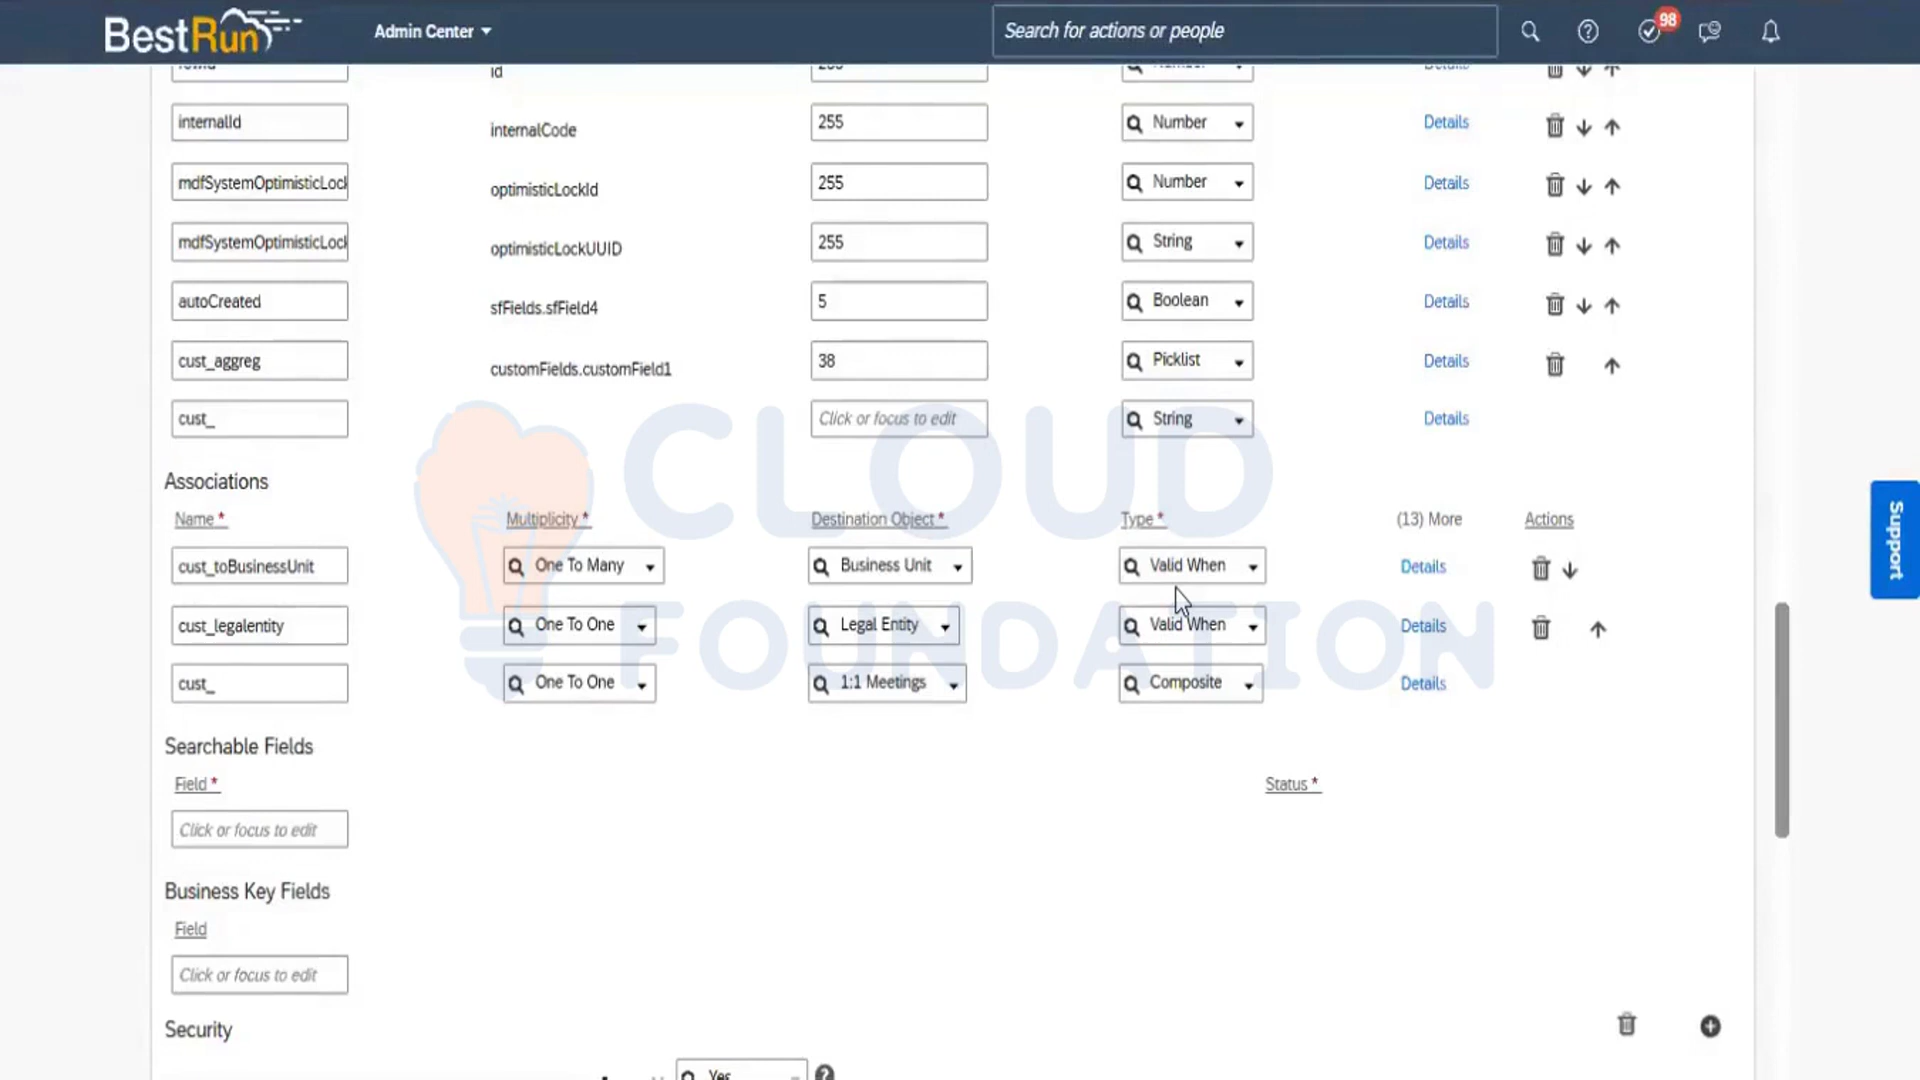 BestRun Admin Center Search for actions or people 98
id
internalId internalCode 255 Number Details
mdfSystemOptimisticLock optimisticLockId 255 Number Details
mdfSystemOptimisticLock optimisticLockUUID 255 String Details
autoCreated sfFields.sfField4 5 Boolean Details
cust_aggreg customFields.customField1 38 Picklist Details
cust_ Click or focus to edit String Details
CLOUD
FOUNDATION
Associations
Name * Multiplicity * Destination Object * Type * (13) More Actions
cust_toBusinessUnit One To Many Business Unit Valid When Details
cust_legalentity One To One Legal Entity Valid When Details
cust_ One To One 1:1 Meetings Composite Details
Support
Searchable Fields
Field * Status *
Click or focus to edit
Business Key Fields
Field
Click or focus to edit
Security
Yes